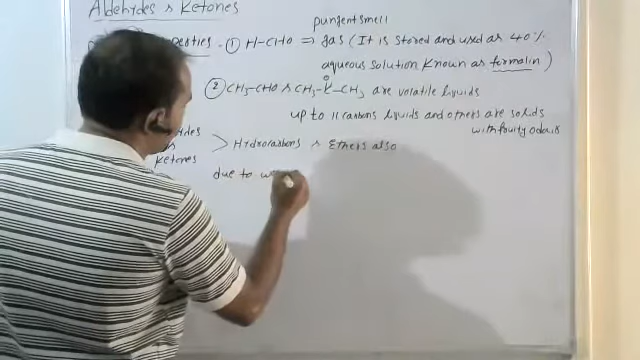 Aldehydes & Ketones
pungent smell
Properties - ① H-CHO ⇒ gas (It is stored and used as 40%
aqueous solution known as formalin)
② CH3-CHO & CH3-C-CH3 are volatile liquids
O
up to 11 carbons liquids and others are solids
with fruity odours
ketones > Hydrocarbons & Ethers also
due to